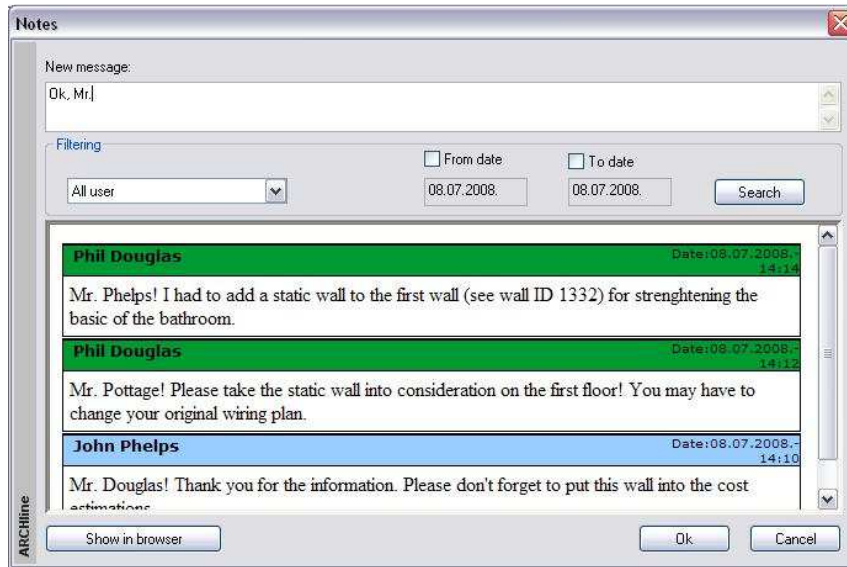 Notes
New message:
Ok, Mr.
Filtering
From date
To date
All user
08.07.2008.
08.07.2008.
Search
Phil Douglas
Date:08.07.2008.-
14:14
Mr. Phelps! I had to add a static wall to the first wall (see wall ID 1332) for strenghtening the
basic of the bathroom.
Phil Douglas
Date:08.07.2008.-
14:12
Mr. Pottage! Please take the static wall into consideration on the first floor! You may have to
change your original wiring plan.
John Phelps
Date:08.07.2008.-
14:10
Mr. Douglas! Thank you for the information. Please don't forget to put this wall into the cost
estimations
ARCHline
Show in browser
Ok
Cancel